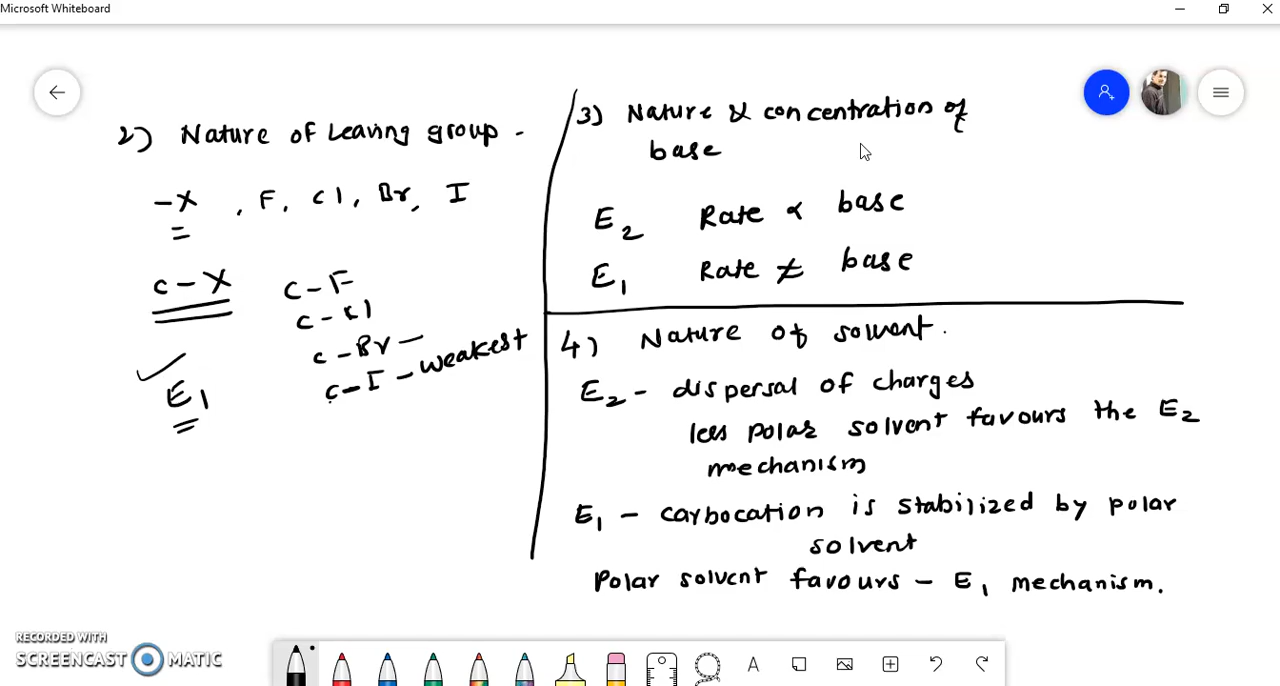 Microsoft Whiteboard
2) Nature of Leaving group -
-X , F, Cl, Br, I
C-X
C-F
C-Cl
C-Br -
C-I - weakest
E1
3) Nature & concentration of
base
E2 Rate ∝ base
E1 Rate ≠ base
4) Nature of solvent.
E2 - dispersal of charges
less polar solvent favours the E2
mechanism
E1 - carbocation is stabilized by polar
solvent
Polar solvent favours - E1 mechanism.
RECORDED WITH
SCREENCAST MATIC
A